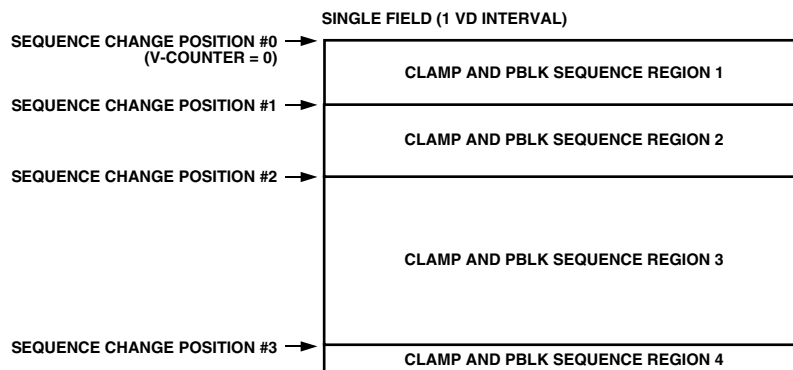 SINGLE FIELD (1 VD INTERVAL)
SEQUENCE CHANGE POSITION #0
(V-COUNTER = 0)
CLAMP AND PBLK SEQUENCE REGION 1
SEQUENCE CHANGE POSITION #1
CLAMP AND PBLK SEQUENCE REGION 2
SEQUENCE CHANGE POSITION #2
CLAMP AND PBLK SEQUENCE REGION 3
SEQUENCE CHANGE POSITION #3
CLAMP AND PBLK SEQUENCE REGION 4